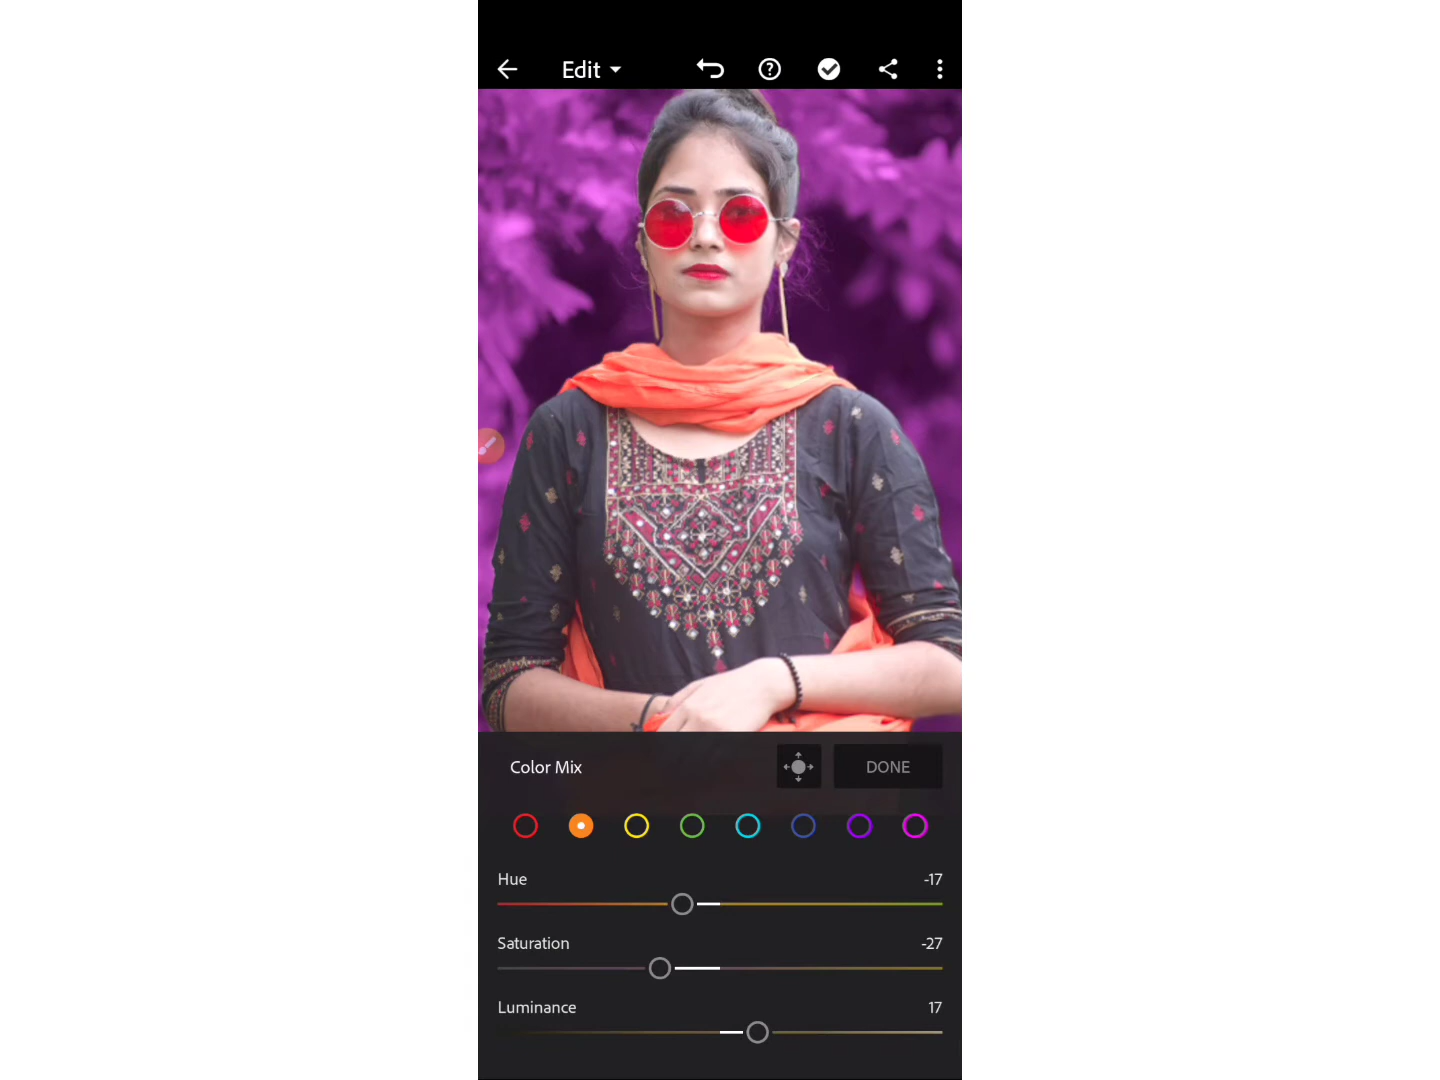 Edit
Color Mix
DONE
Hue -17
Saturation -27
Luminance 17